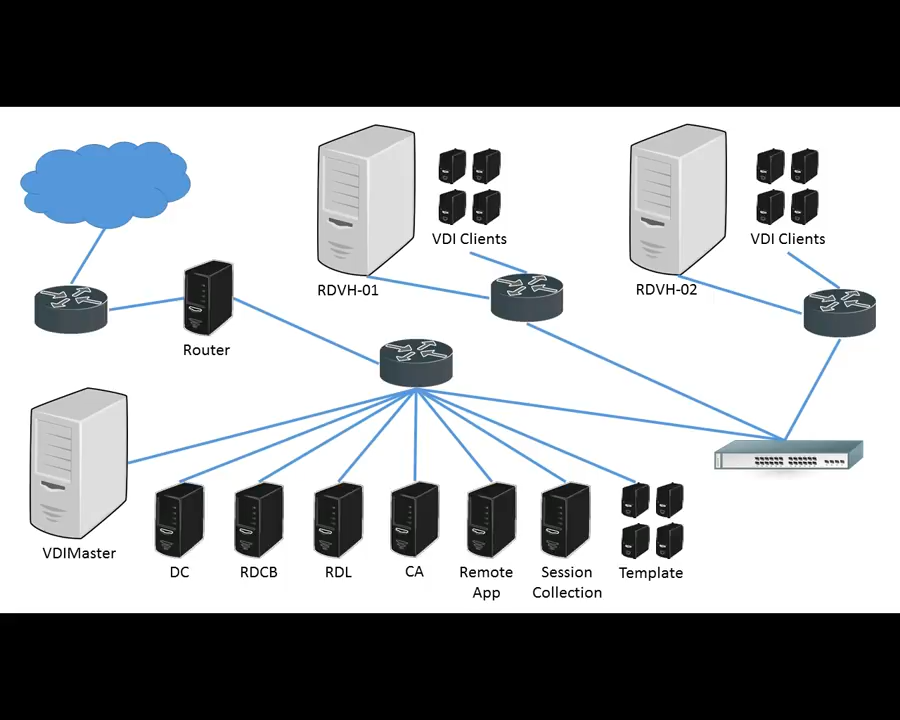 VDI Clients
VDI Clients
RDVH-01
RDVH-02
Router
VDIMaster
DC
RDCB
RDL
CA
Remote
App
Session
Collection
Template